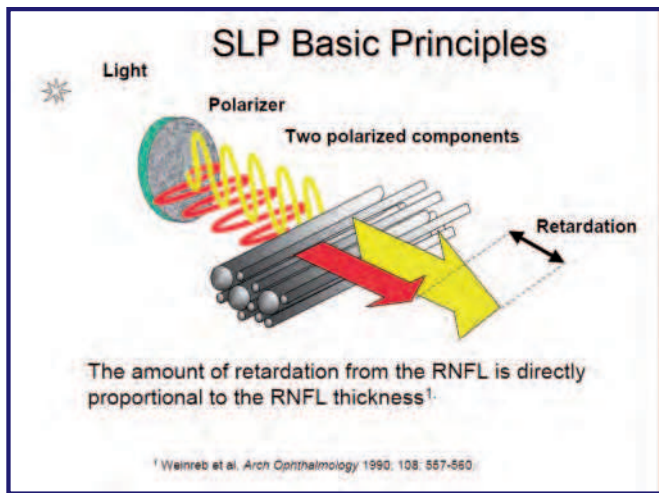 SLP Basic Principles
Light
Polarizer
Two polarized components
Retardation
The amount of retardation from the RNFL is directly
proportional to the RNFL thickness1.
1 Weinreb et al. Arch Ophthalmology 1990; 108: 557-560.